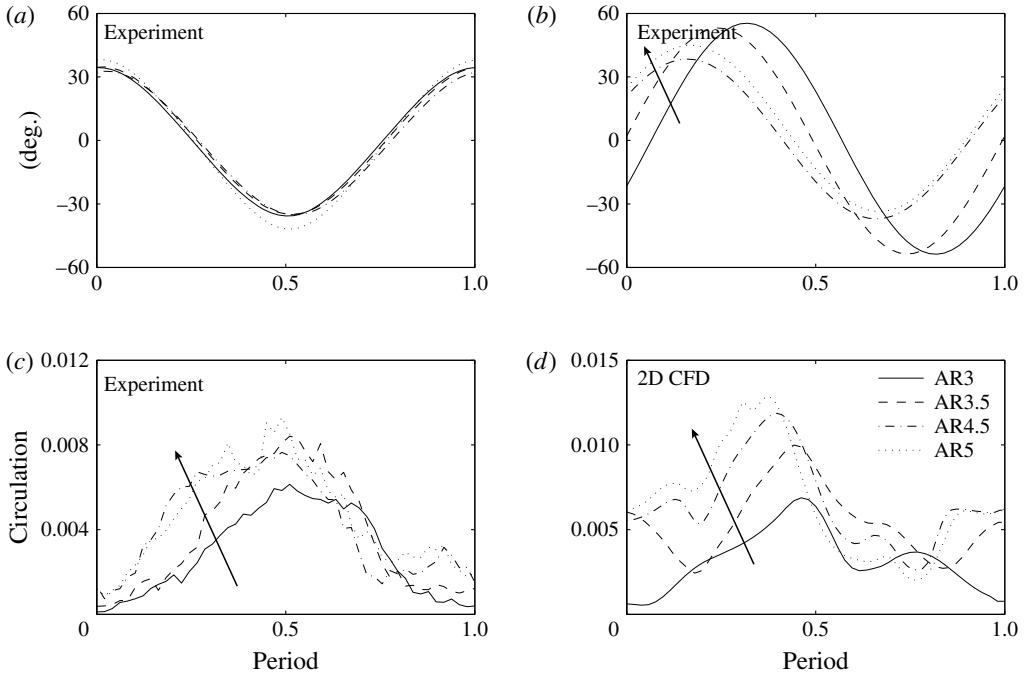 (a)
60
Experiment
30
0
–30
–60
(deg.)
0
0.5
1.0
(b)
60
Experiment
30
0
–30
–60
0
0.5
1.0
(c)
0.012
Experiment
0.008
0.004
Circulation
0
0.5
1.0
Period
(d)
0.015
2D CFD
0.010
0.005
AR3
AR3.5
AR4.5
AR5
0
0.5
1.0
Period